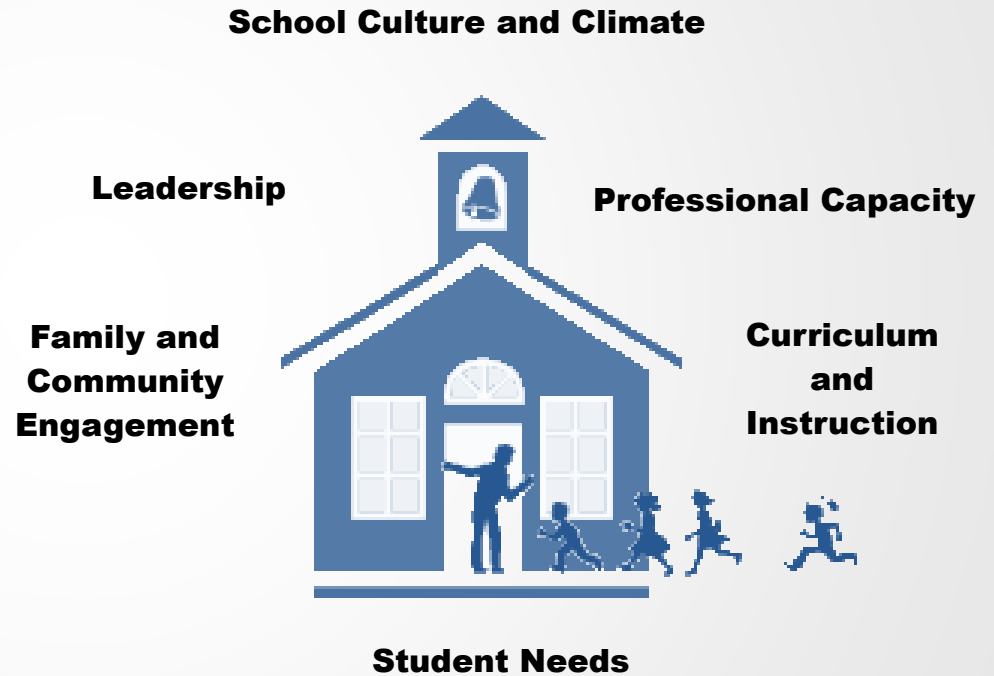 School Culture and Climate
Leadership
Professional Capacity
Family and
Community
Engagement
Curriculum
and
Instruction
Student Needs